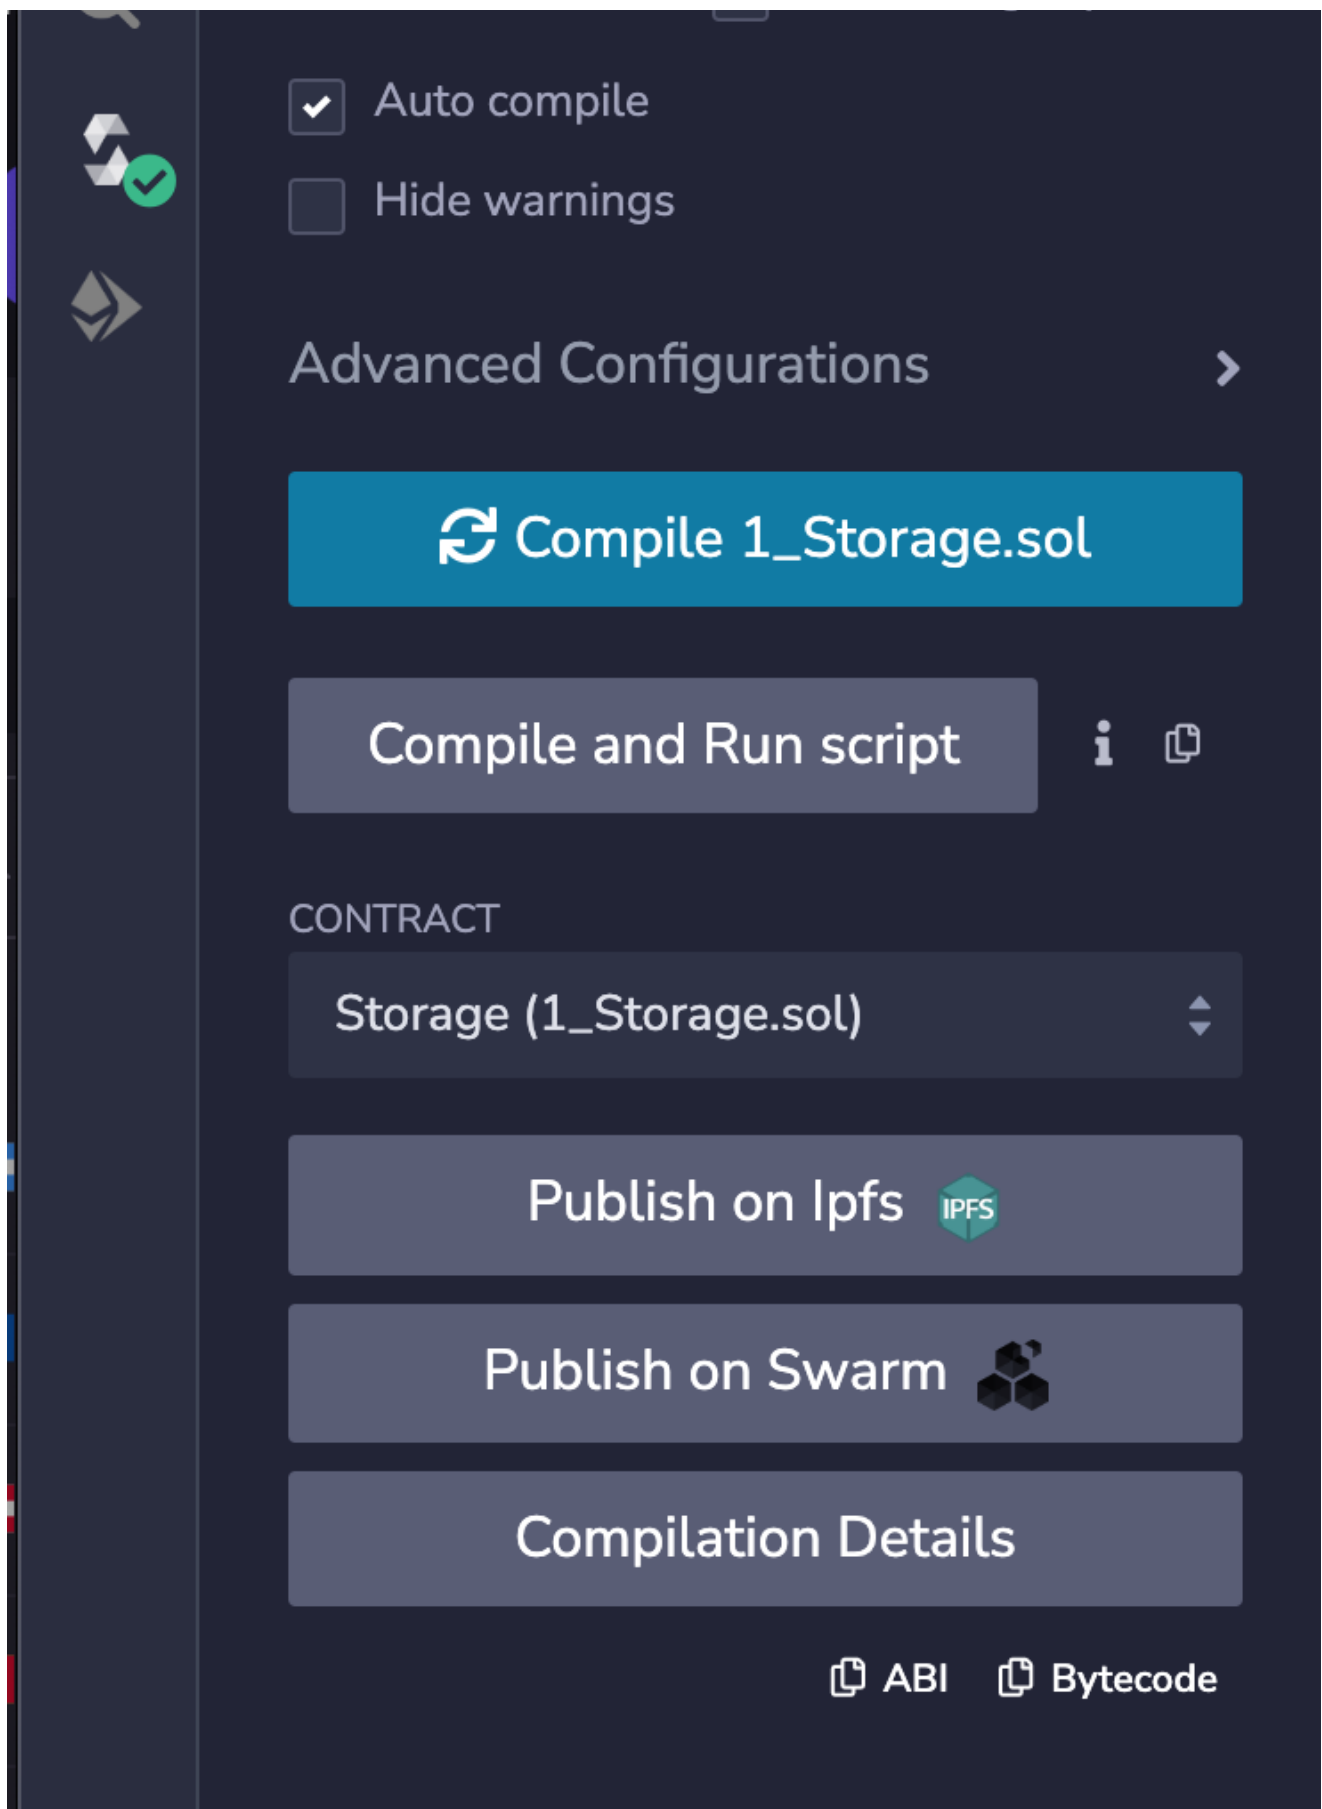 Auto compile
Hide warnings
Advanced Configurations
Compile 1_Storage.sol
Compile and Run script
CONTRACT
Storage (1_Storage.sol)
Publish on Ipfs IPFS
Publish on Swarm
Compilation Details
ABI Bytecode